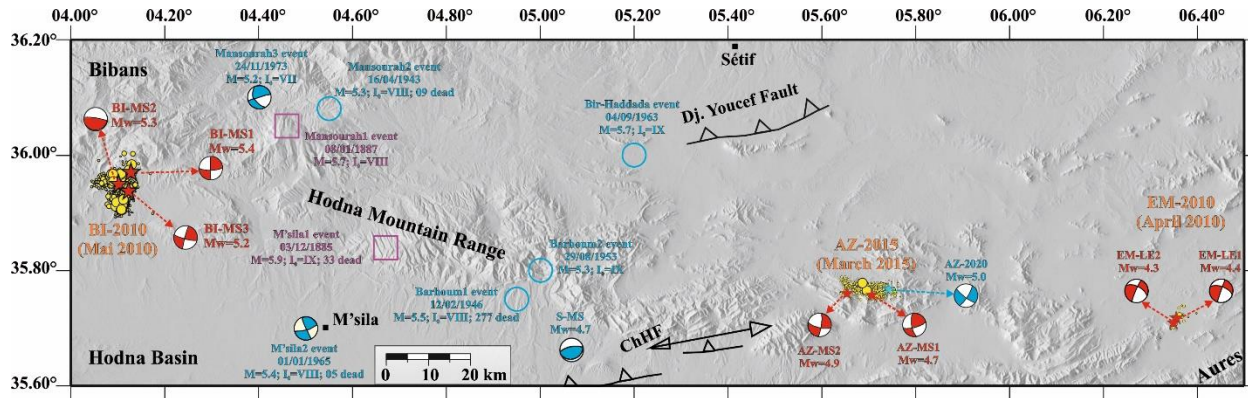 04.00 04.20 04.40 04.60 04.80 05.00 05.20 05.40 05.60 05.80 06.00 06.20 06.40
36.20
36.00
35.80
35.60
Bibans
Mansourah3 event
24/11/1973
M=5.2; I₀=VII
Mansourah2 event
16/04/1943
M=5.3; I₀=VIII; 09 dead
Sétif
BI-MS2
Mw=5.3
BI-MS1
Mw=5.4
Mansourah1 event
08/01/1887
M=5.7; I₀=VIII
Bir-Haddada event
04/09/1963
M=5.7; I₀=IX
Dj. Youcef Fault
BI-2010
(Mai 2010)
BI-MS3
Mw=5.2
Hodna Mountain Range
M'sila1 event
03/12/1885
M=5.9; I₀=IX; 33 dead
Barhoum2 event
29/08/1953
M=5.3; I₀=IX
Barhoum1 event
12/02/1946
M=5.5; I₀=VIII; 277 dead
AZ-2015
(March 2015)
AZ-2020
Mw=5.0
EM-2010
(April 2010)
EM-LE2
Mw=4.3
EM-LE1
Mw=4.4
M'sila
M'sila2 event
01/01/1965
M=5.4; I₀=VIII; 05 dead
S-MS
Mw=4.7
ChHF
AZ-MS2
Mw=4.9
AZ-MS1
Mw=4.7
Hodna Basin
0 10 20 km
Aures